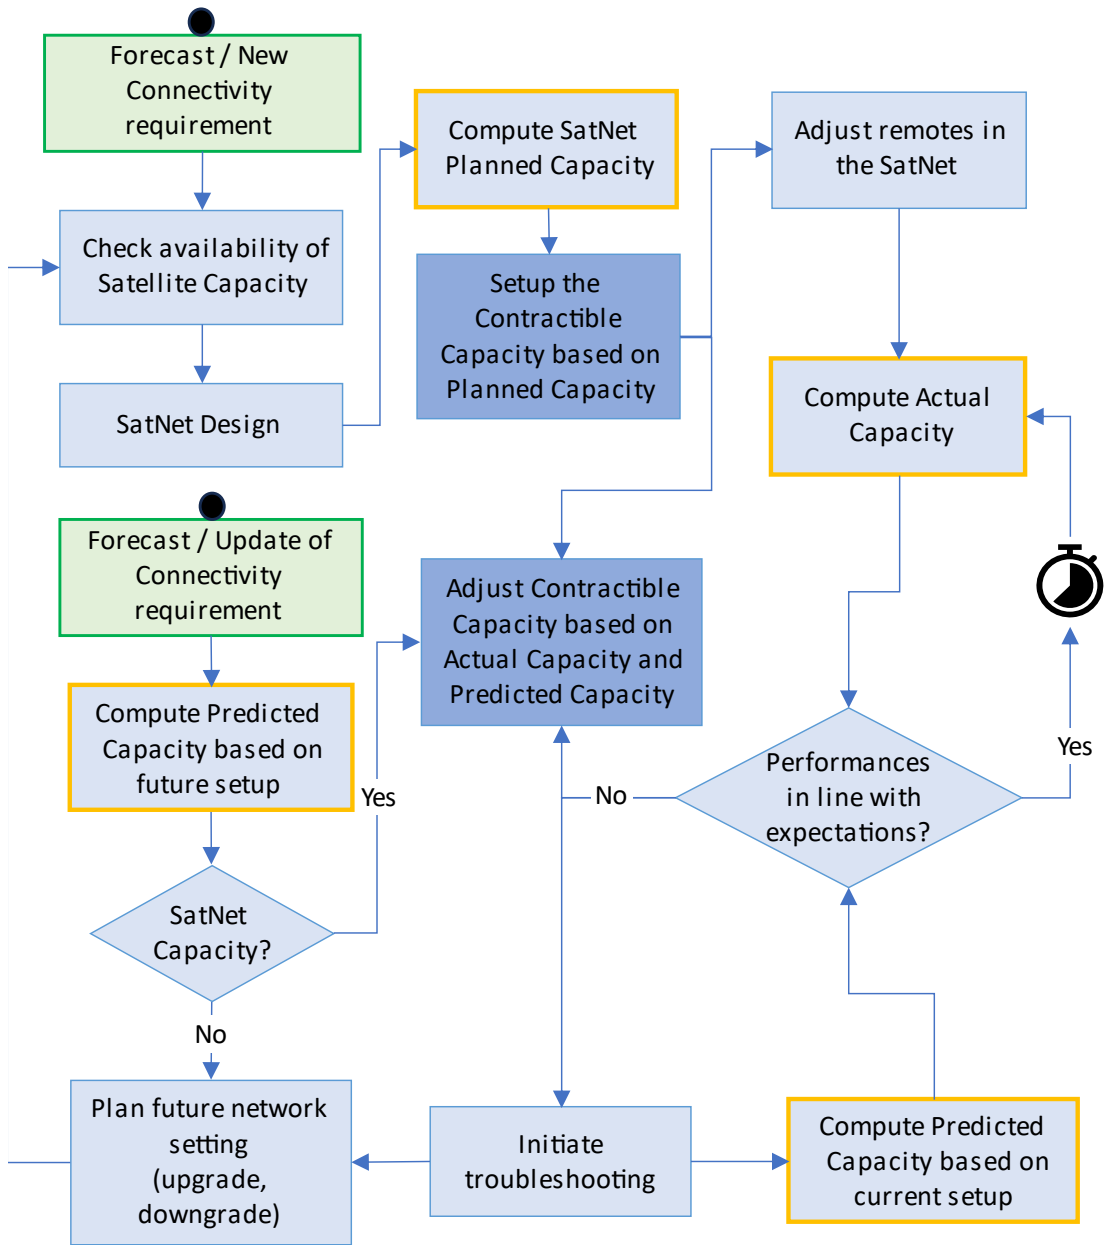 Forecast / New
Connectivity
requirement
Compute SatNet
Planned Capacity
Adjust remotes in
the SatNet
Check availability of
Satellite Capacity
Setup the
Contractible
Capacity based on
Planned Capacity
SatNet Design
Compute Actual
Capacity
Forecast / Update of
Connectivity
requirement
Adjust Contractible
Capacity based on
Actual Capacity and
Predicted Capacity
Compute Predicted
Capacity based on
future setup
Yes
Performances
in line with
expectations?
No
Yes
SatNet
Capacity?
No
Plan future network
setting
(upgrade,
downgrade)
Initiate
troubleshooting
Compute Predicted
Capacity based on
current setup